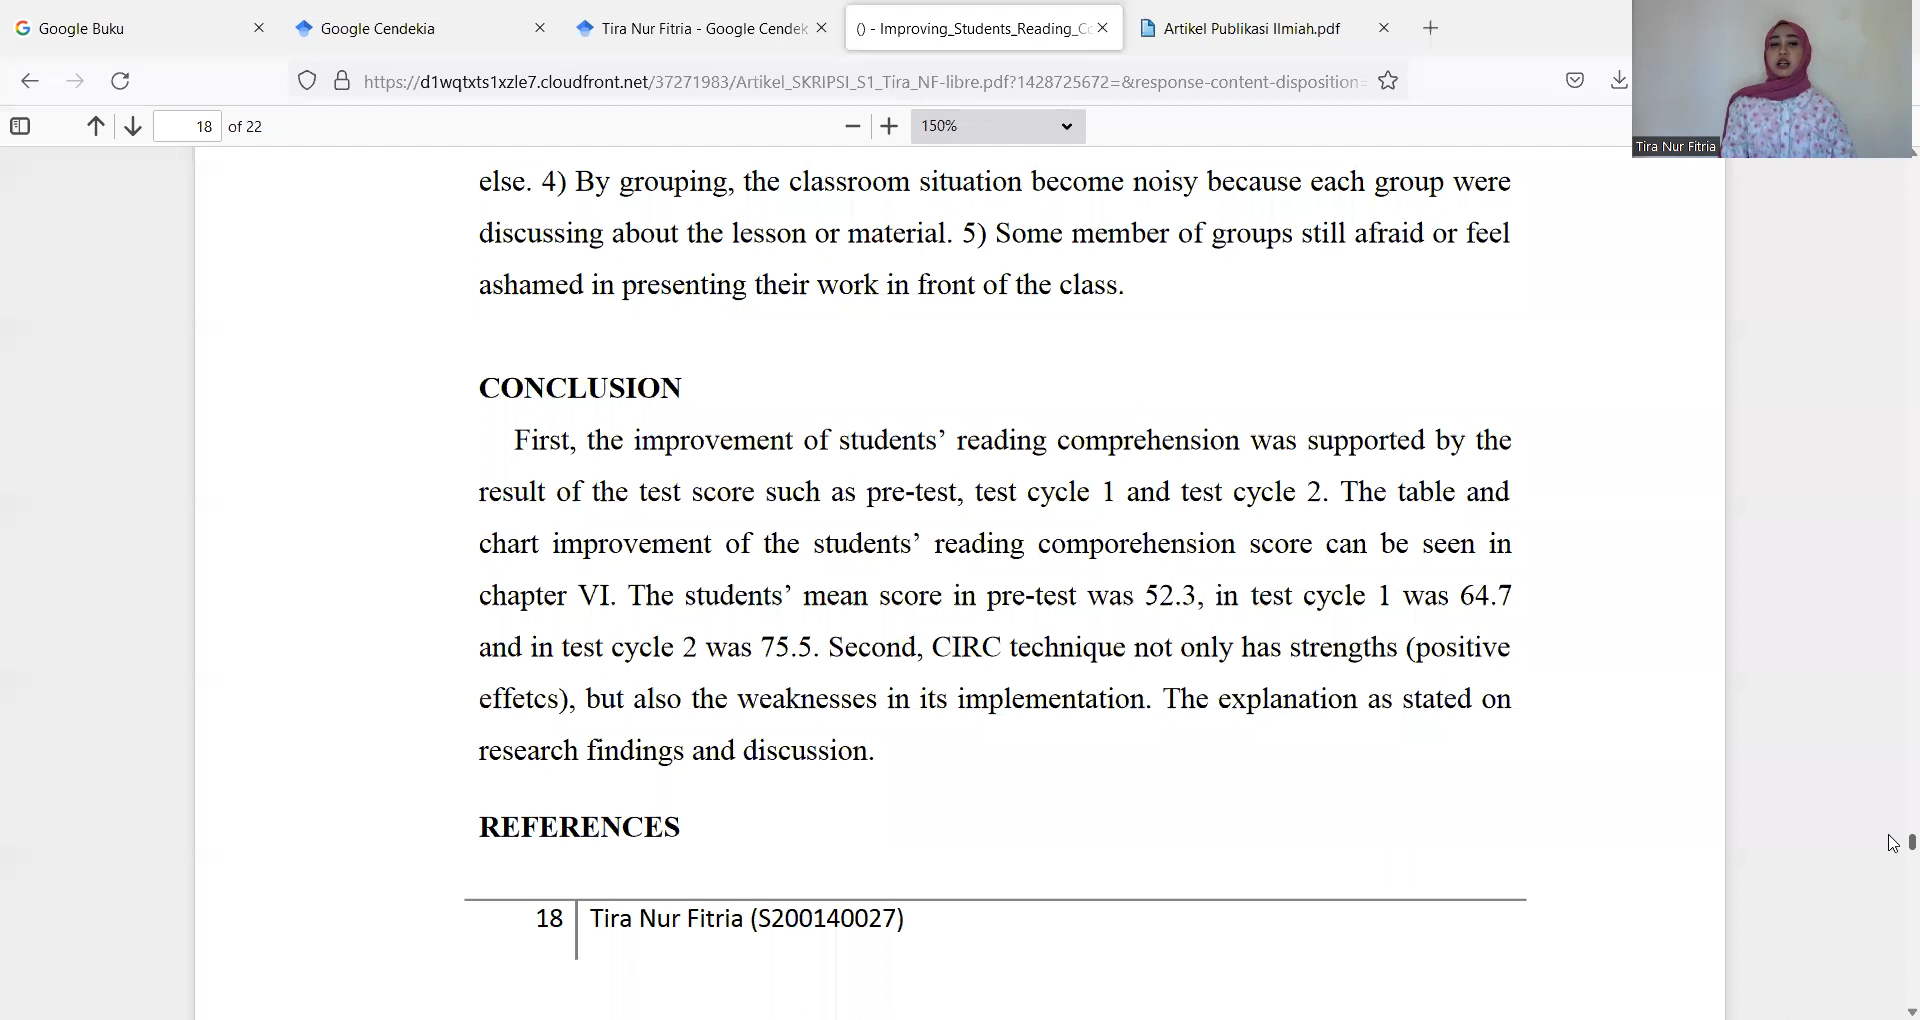 Google Buku
Google Cendekia
Tira Nur Fitria - Google Cendek
() - Improving_Students_Reading_Co
Artikel Publikasi Ilmiah.pdf
https://d1wqtxts1xzle7.cloudfront.net/37271983/Artikel_SKRIPSI_S1_Tira_NF-libre.pdf?1428725672=&response-content-disposition=
18 of 22
150%
Tira Nur Fitria
else. 4) By grouping, the classroom situation become noisy because each group were
discussing about the lesson or material. 5) Some member of groups still afraid or feel
ashamed in presenting their work in front of the class.
CONCLUSION
First, the improvement of students’ reading comprehension was supported by the
result of the test score such as pre-test, test cycle 1 and test cycle 2. The table and
chart improvement of the students’ reading comporehension score can be seen in
chapter VI. The students’ mean score in pre-test was 52.3, in test cycle 1 was 64.7
and in test cycle 2 was 75.5. Second, CIRC technique not only has strengths (positive
effetcs), but also the weaknesses in its implementation. The explanation as stated on
research findings and discussion.
REFERENCES
18 Tira Nur Fitria (S200140027)